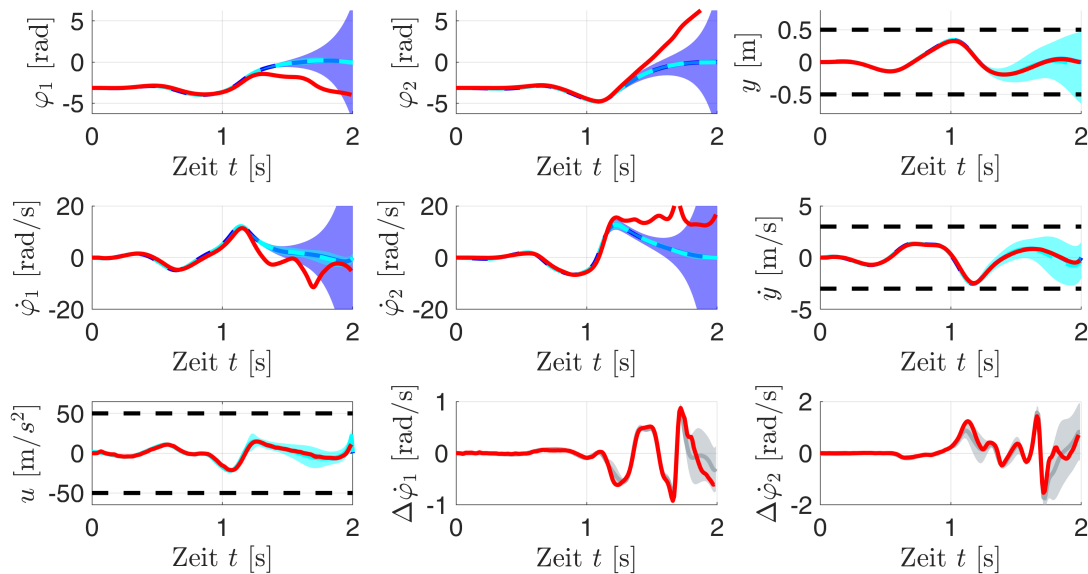 φ₁ [rad]
5
0
-5
0 1 2
Zeit t [s]
φ₂ [rad]
5
0
-5
0 1 2
Zeit t [s]
y [m]
0.5
0
-0.5
0 1 2
Zeit t [s]
φ̇₁ [rad/s]
20
0
-20
0 1 2
Zeit t [s]
φ̇₂ [rad/s]
20
0
-20
0 1 2
Zeit t [s]
ẏ [m/s]
5
0
-5
0 1 2
Zeit t [s]
u [m/s²]
50
0
-50
0 1 2
Zeit t [s]
Δφ̇₁ [rad/s]
1
0
-1
0 1 2
Zeit t [s]
Δφ̇₂ [rad/s]
2
0
-2
0 1 2
Zeit t [s]